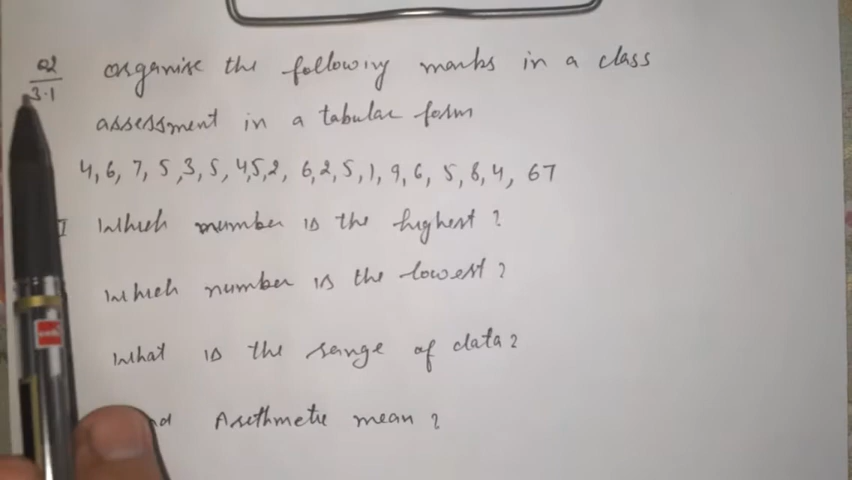 Q2
3.1
organise the following marks in a class
assessment in a tabular form
4, 6, 7, 5, 3, 5, 4,5,2, 6,2,5,1,9,6, 5,8,4, 67
I Which number is the highest?
Which number is the lowest?
What is the range of data?
Arithmetic mean?